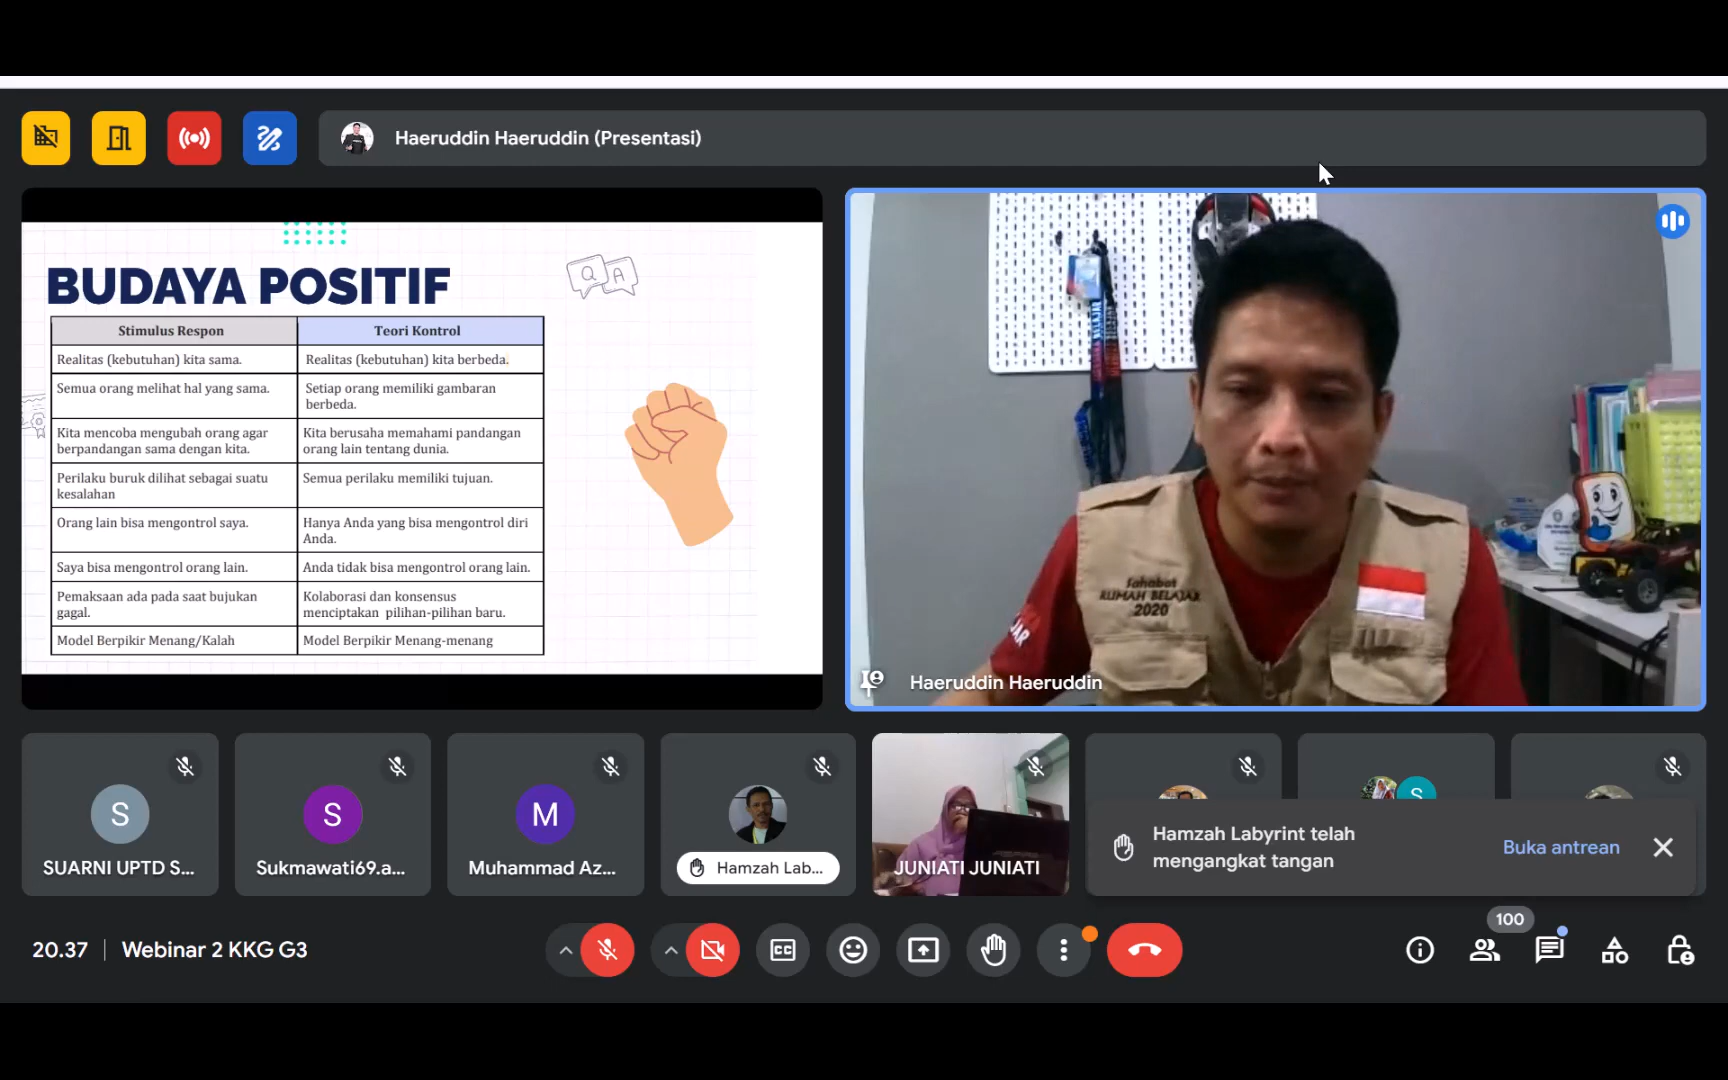 Haeruddin Haeruddin (Presentasi)
BUDAYA POSITIF
Q A
Stimulus Respon
Teori Kontrol
Realitas (kebutuhan) kita sama.
Realitas (kebutuhan) kita berbeda.
Semua orang melihat hal yang sama.
Setiap orang memiliki gambaran
berbeda.
Kita mencoba mengubah orang agar
berpandangan sama dengan kita.
Kita berusaha memahami pandangan
orang lain tentang dunia.
Perilaku buruk dilihat sebagai suatu
kesalahan
Semua perilaku memiliki tujuan.
Orang lain bisa mengontrol saya.
Hanya Anda yang bisa mengontrol diri
Anda.
Saya bisa mengontrol orang lain.
Anda tidak bisa mengontrol orang lain.
Pemaksaan ada pada saat bujukan
gagal.
Kolaborasi dan konsensus
menciptakan pilihan-pilihan baru.
Model Berpikir Menang/Kalah
Model Berpikir Menang-menang
Sahabat
RUMAH BELAJAR
2020
Haeruddin Haeruddin
S
SUARNI UPTD S...
S
Sukmawati69.a...
M
Muhammad Az...
Hamzah Lab...
JUNIATI JUNIATI
S
Hamzah Labyrint telah
mengangkat tangan
Buka antrean
20.37
Webinar 2 KKG G3
CC
100